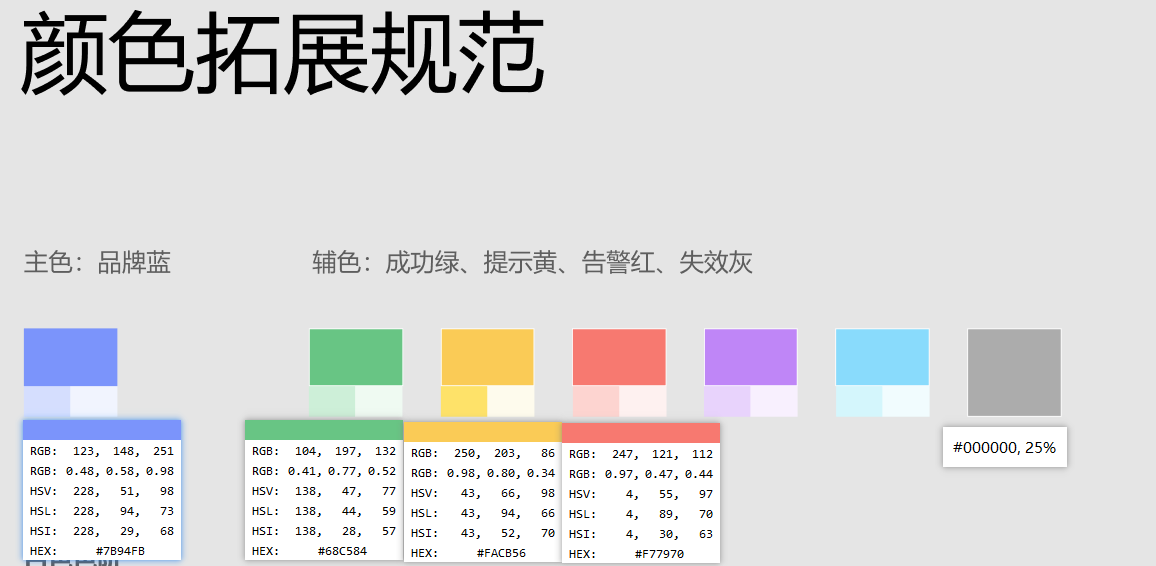 颜色拓展规范
主色：品牌蓝
辅色：成功绿、提示黄、告警红、失效灰
#000000, 25%
RGB: 123, 148, 251
RGB: 0.48, 0.58, 0.98
HSV: 228, 51, 98
HSL: 228, 94, 73
HSI: 228, 29, 68
HEX: #7B94FB
RGB: 104, 197, 132
RGB: 0.41, 0.77, 0.52
HSV: 138, 47, 77
HSL: 138, 44, 59
HSI: 138, 28, 57
HEX: #68C584
RGB: 250, 203, 86
RGB: 0.98, 0.80, 0.34
HSV: 43, 66, 98
HSL: 43, 94, 66
HSI: 43, 52, 70
HEX: #FACB56
RGB: 247, 121, 112
RGB: 0.97, 0.47, 0.44
HSV: 4, 55, 97
HSL: 4, 89, 70
HSI: 4, 30, 63
HEX: #F77970